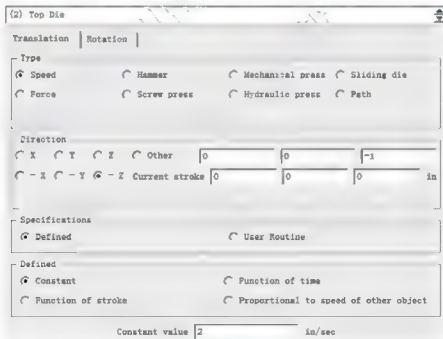 (2) Top Die
Translation Rotation
Type
Speed Hammer Mechanical press Sliding die
Force Screw press Hydraulic press Path
Direction
X Y Z Other 0 0 -1
- X - Y - Z Current stroke 0 0 0 in
Specifications
Defined User Routine
Defined
Constant Function of time
Function of stroke Proportional to speed of other object
Constant value 2 in/sec